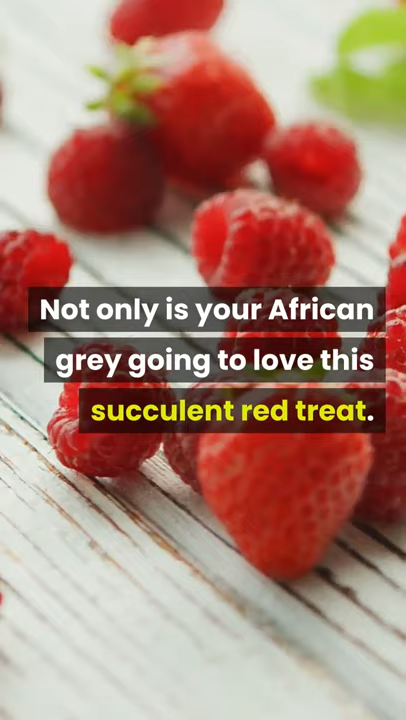 Not only is your African
grey going to love this
succulent red treat.